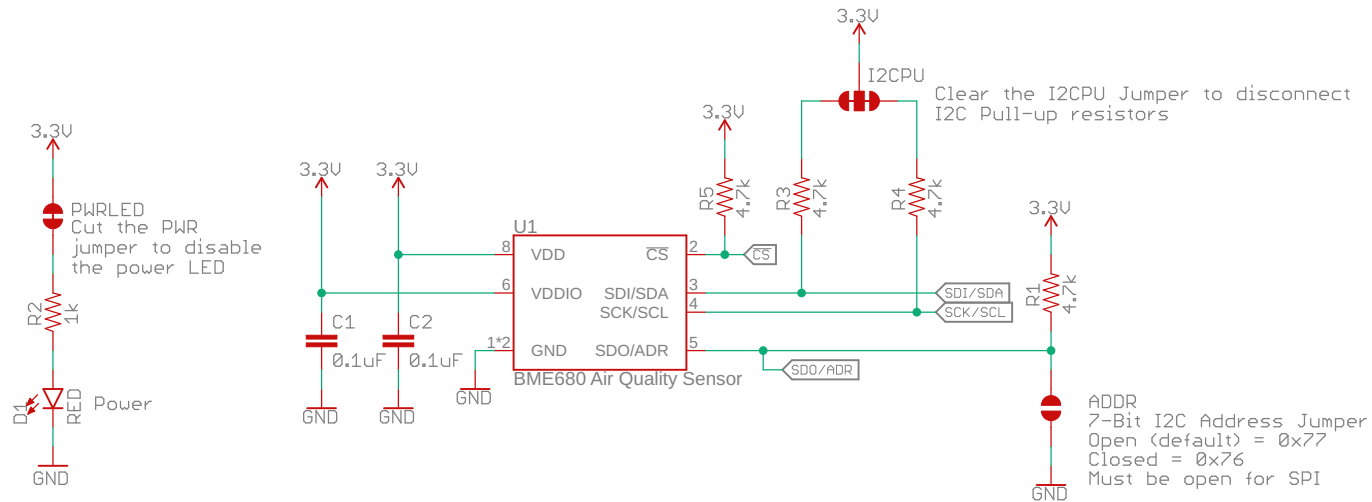 3.3V
PWRLED
Cut the PWR
jumper to disable
the power LED
R2
1k
D1
RED
Power
GND
3.3V
3.3V
C1
0.1uF
C2
0.1uF
GND
GND
U1
8
VDD
6
VDDIO
1*2
GND
CS
2
SDI/SDA
3
SCK/SCL
4
SDO/ADR
5
BME680 Air Quality Sensor
GND
3.3V
R5
4.7k
CS
3.3V
I2CPU
Clear the I2CPU Jumper to disconnect
I2C Pull-up resistors
R3
4.7k
R4
4.7k
SDI/SDA
SCK/SCL
SDO/ADR
3.3V
R1
4.7k
ADDR
7-Bit I2C Address Jumper
Open (default) = 0x77
Closed = 0x76
Must be open for SPI
GND